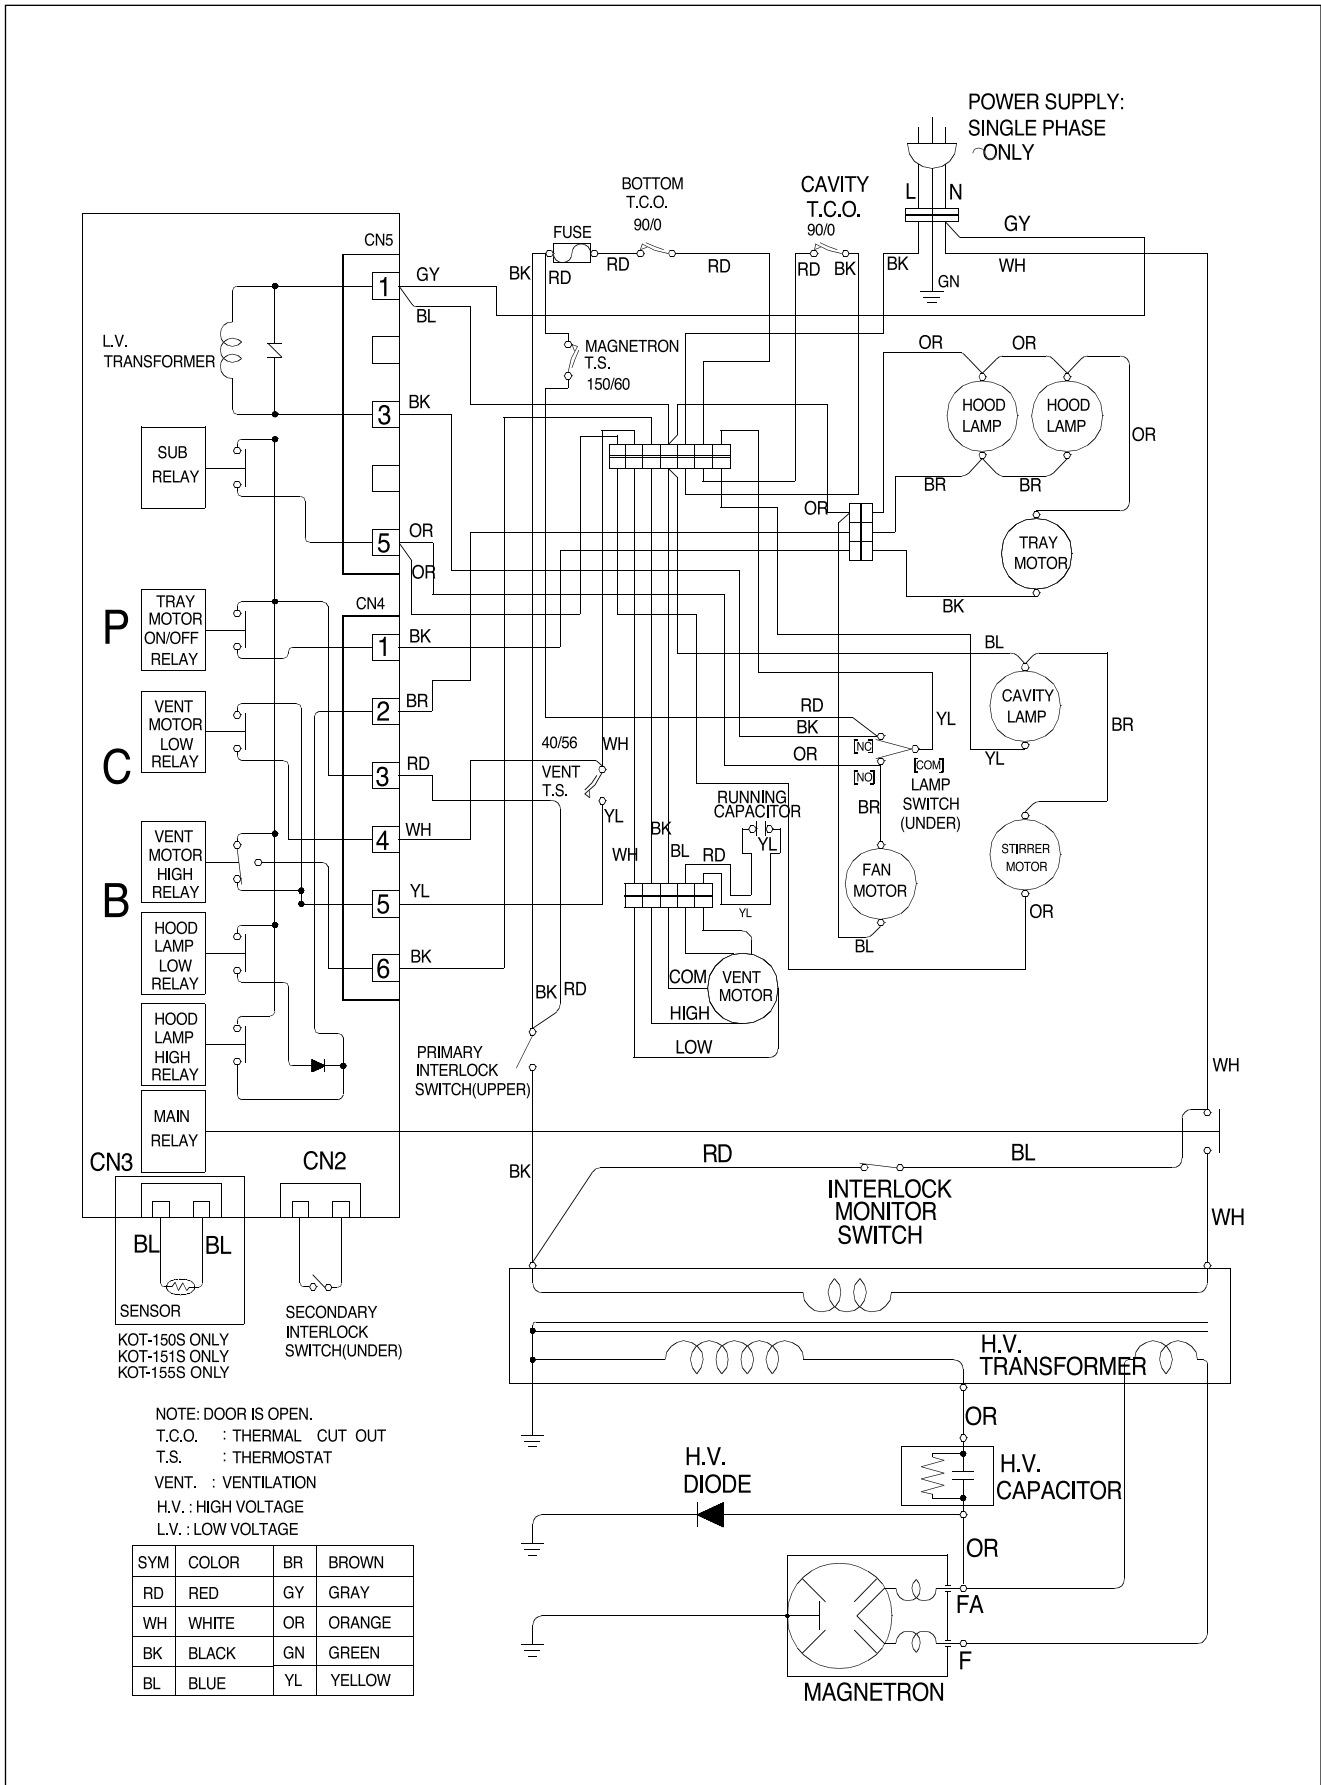 POWER SUPPLY:
SINGLE PHASE
ONLY
L
N
GY
WH
BK
GN
BOTTOM
T.C.O.
90/0
CAVITY
T.C.O.
90/0
FUSE
BK
RD
RD
RD
RD
BK
MAGNETRON
T.S.
150/60
CN5
1
GY
BL
L.V.
TRANSFORMER
3
BK
SUB
RELAY
5
OR
OR
OR
OR
HOOD
LAMP
HOOD
LAMP
OR
BR
BR
OR
TRAY
MOTOR
BK
P
TRAY
MOTOR
ON/OFF
RELAY
CN4
1
BK
2
BR
3
RD
4
WH
5
YL
6
BK
C
VENT
MOTOR
LOW
RELAY
B
VENT
MOTOR
HIGH
RELAY
HOOD
LAMP
LOW
RELAY
HOOD
LAMP
HIGH
RELAY
MAIN
RELAY
BL
CAVITY
LAMP
BR
YL
YL
RD
BK
OR
[NC]
[COM]
[NO]
LAMP
SWITCH
(UNDER)
40/56
WH
VENT
T.S.
YL
RUNNING
CAPACITOR
BK
YL
WH
BL
RD
YL
BR
FAN
MOTOR
BL
STIRRER
MOTOR
OR
COM
VENT
MOTOR
HIGH
LOW
BK
RD
PRIMARY
INTERLOCK
SWITCH(UPPER)
WH
BK
RD
BL
INTERLOCK
MONITOR
SWITCH
WH
CN3
CN2
BL
BL
SENSOR
KOT-150S ONLY
KOT-151S ONLY
KOT-155S ONLY
SECONDARY
INTERLOCK
SWITCH(UNDER)
H.V.
TRANSFORMER
OR
H.V.
CAPACITOR
H.V.
DIODE
OR
FA
F
MAGNETRON
NOTE: DOOR IS OPEN.
T.C.O. : THERMAL CUT OUT
T.S. : THERMOSTAT
VENT. : VENTILATION
H.V. : HIGH VOLTAGE
L.V. : LOW VOLTAGE
SYM COLOR BR BROWN
RD RED GY GRAY
WH WHITE OR ORANGE
BK BLACK GN GREEN
BL BLUE YL YELLOW